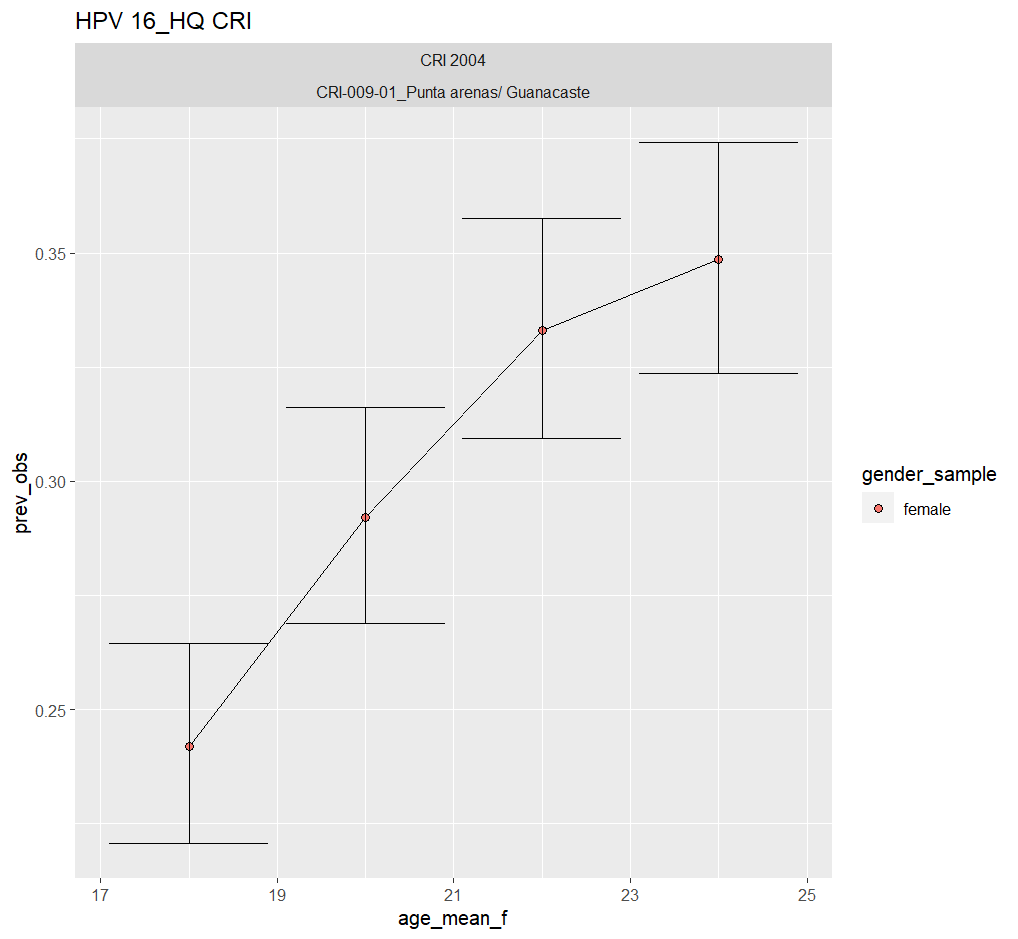 HPV 16_HQ CRI
CRI 2004
CRI-009-01_Punta arenas/ Guanacaste
prev_obs
0.35
0.30
0.25
17
19
21
23
25
age_mean_f
gender_sample
female